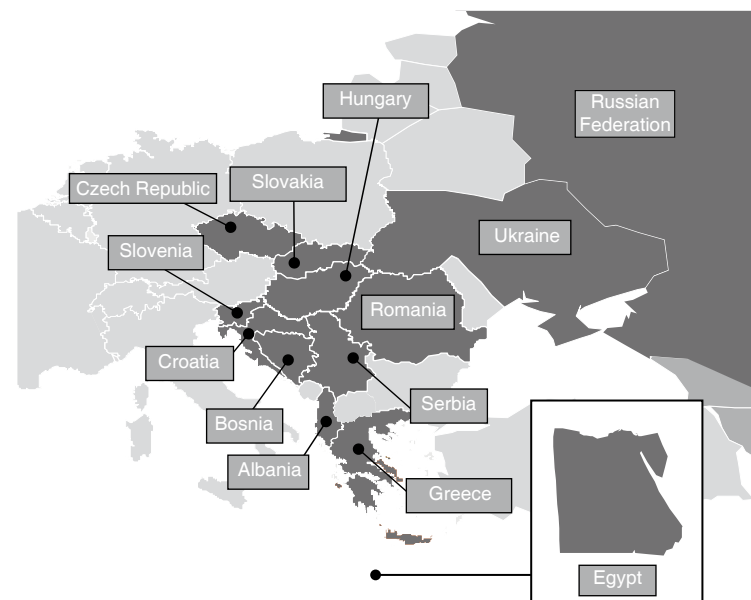 Hungary
Russian
Federation
Slovakia
Czech Republic
Ukraine
Slovenia
Romania
Croatia
Serbia
Bosnia
Albania
Greece
Egypt